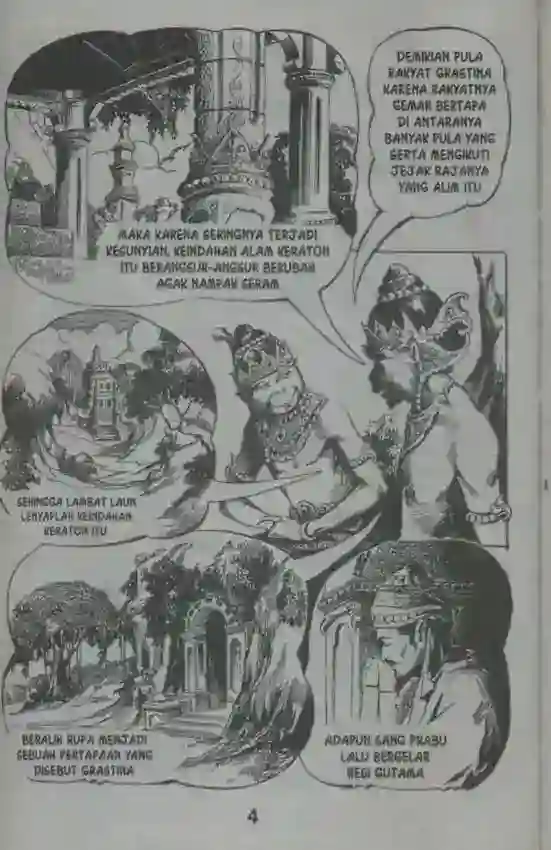 DEMIKIAN PULA
RAKYAT GRASTINA
KARENA RAKYATNYA
GEMAR BERTAPA
DI ANTARANYA
BANYAK PULA YANG
SERTA MENGIKUTI
JEJAK RAJANYA
YANG ALIM ITU
MAKA KARENA SERINGNYA TERJADI
KESUNYIAN, KEINDAHAN ALAM KERATON
ITU BERANGSUR-ANGSUR BERUBAH
AGAK NAMPAK SERAM
SEHINGGA LAMBAT LAUN
LENYAPLAH KEINDAHAN
KERATON ITU
BERALIH RUPA MENJADI
SEBUAH PERTAPAAN YANG
DISEBUT GRASTINA
ADAPUN SANG PRABU
LALU BERGELAR
RESI GUTAMA
4